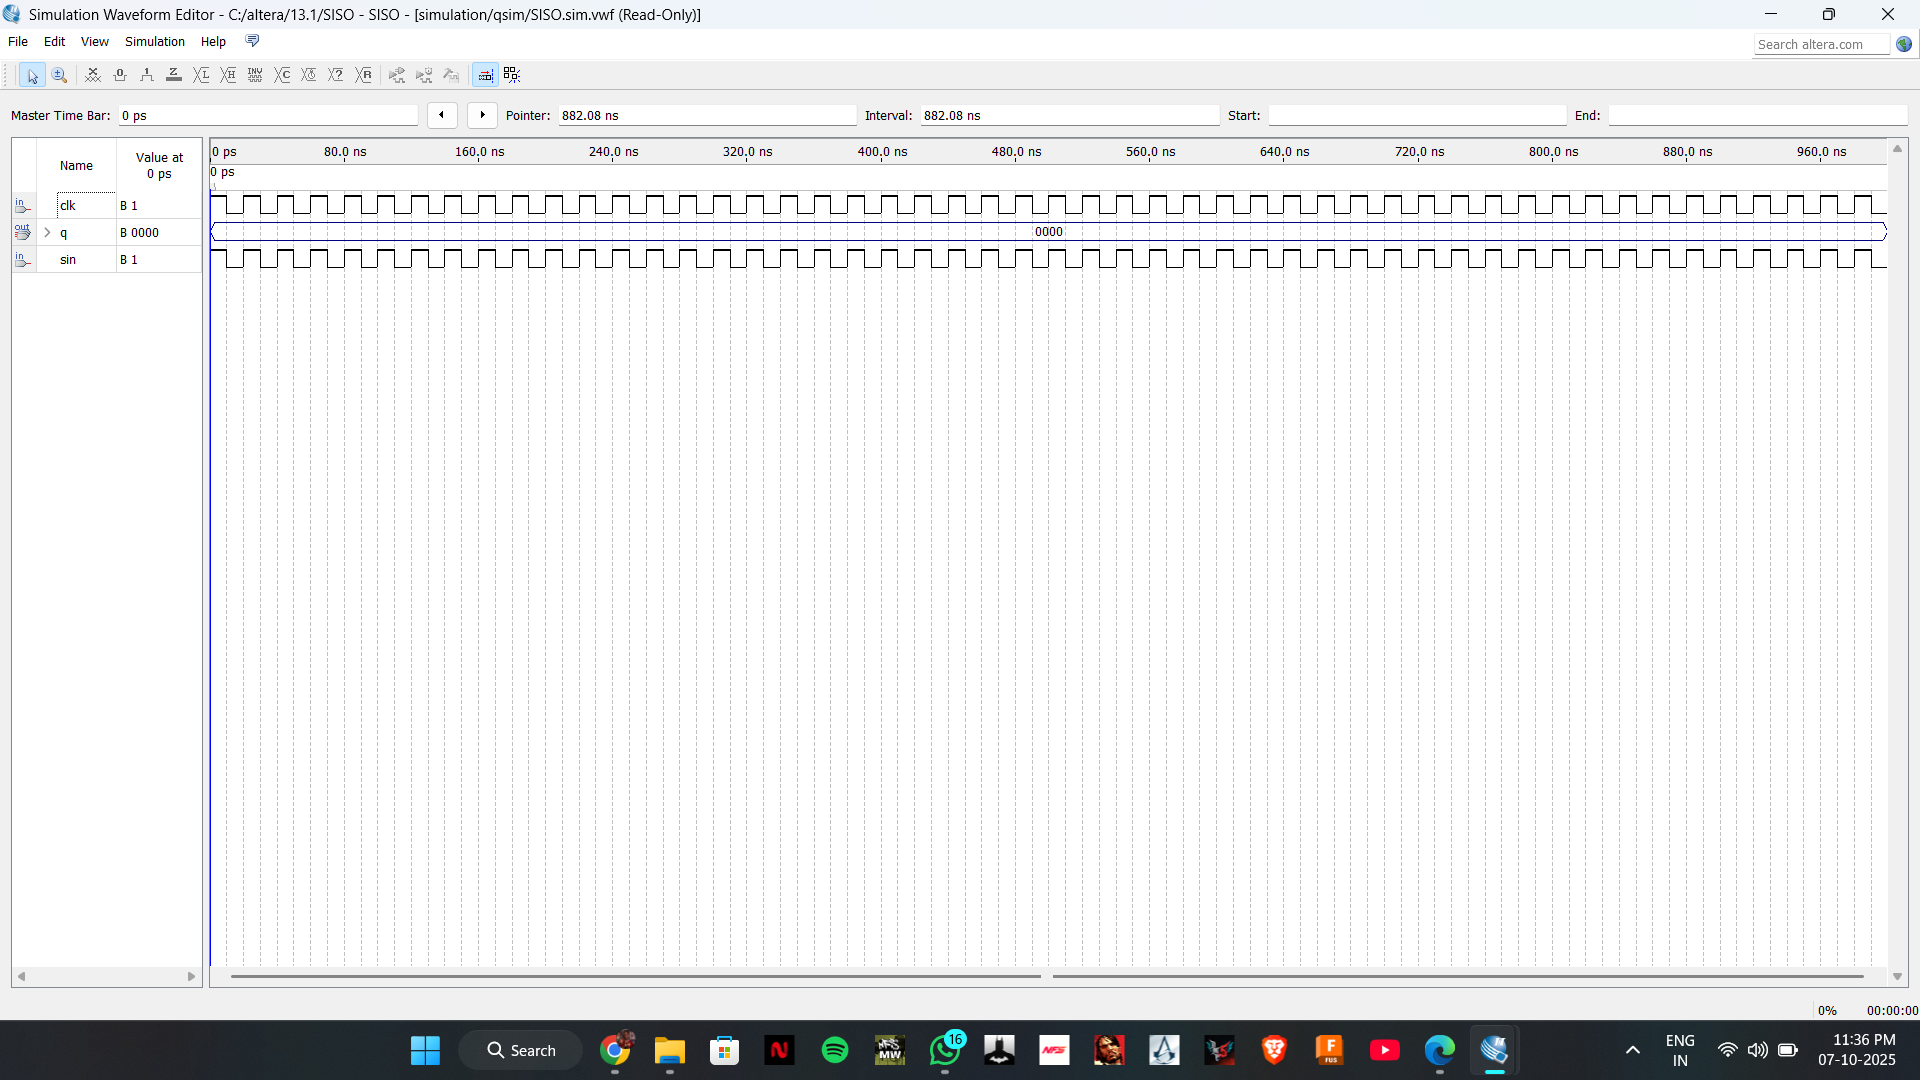 Simulation Waveform Editor - C:/altera/13.1/SISO - SISO - [simulation/qsim/SISO.sim.vwf (Read-Only)]
File Edit View Simulation Help
Search altera.com
Master Time Bar: 0 ps Pointer: 882.08 ns Interval: 882.08 ns Start: End:
Name Value at 0 ps
0 ps 80.0 ns 160.0 ns 240.0 ns 320.0 ns 400.0 ns 480.0 ns 560.0 ns 640.0 ns 720.0 ns 800.0 ns 880.0 ns 960.0 ns
0 ps
in clk B 1
out q B 0000 0000
in sin B 1
0% 00:00:00
Search 16 ENG IN 11:36 PM
07-10-2025